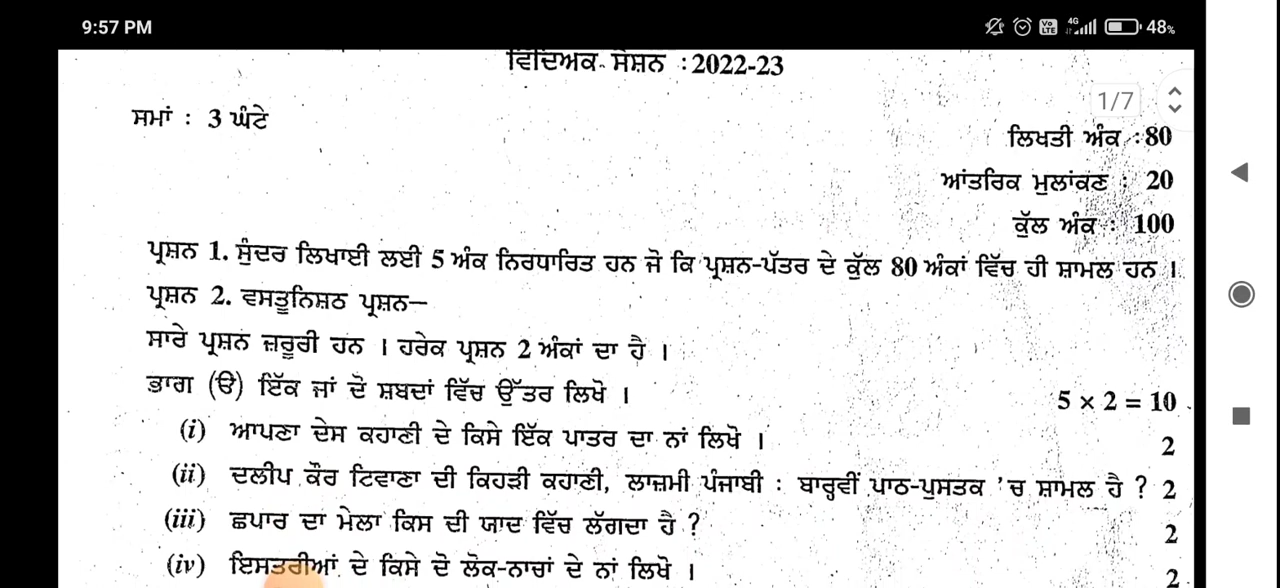 9:57 PM
4G 48%
Vo LTE
ਵਿੱਦਿਅਕ ਸੈਸ਼ਨ : 2022-23
1/7
ਸਮਾਂ : 3 ਘੰਟੇ
ਲਿਖਤੀ ਅੰਕ : 80
ਆਂਤਰਿਕ ਮੁਲਾਂਕਣ : 20
ਕੁੱਲ ਅੰਕ : 100
ਪ੍ਰਸ਼ਨ 1. ਸੁੰਦਰ ਲਿਖਾਈ ਲਈ 5 ਅੰਕ ਨਿਰਧਾਰਿਤ ਹਨ ਜੋ ਕਿ ਪ੍ਰਸ਼ਨ-ਪੱਤਰ ਦੇ ਕੁੱਲ 80 ਅੰਕਾਂ ਵਿੱਚ ਹੀ ਸ਼ਾਮਲ ਹਨ ।
ਪ੍ਰਸ਼ਨ 2. ਵਸਤੂਨਿਸ਼ਠ ਪ੍ਰਸ਼ਨ—
ਸਾਰੇ ਪ੍ਰਸ਼ਨ ਜ਼ਰੂਰੀ ਹਨ । ਹਰੇਕ ਪ੍ਰਸ਼ਨ 2 ਅੰਕਾਂ ਦਾ ਹੈ ।
ਭਾਗ (ੳ) ਇੱਕ ਜਾਂ ਦੋ ਸ਼ਬਦਾਂ ਵਿੱਚ ਉੱਤਰ ਲਿਖੋ । 5 × 2 = 10
(i) ਆਪਣਾ ਦੇਸ ਕਹਾਣੀ ਦੇ ਕਿਸੇ ਇੱਕ ਪਾਤਰ ਦਾ ਨਾਂ ਲਿਖੋ । 2
(ii) ਦਲੀਪ ਕੌਰ ਟਿਵਾਣਾ ਦੀ ਕਿਹੜੀ ਕਹਾਣੀ, ਲਾਜ਼ਮੀ ਪੰਜਾਬੀ : ਬਾਰ੍ਹਵੀਂ ਪਾਠ-ਪੁਸਤਕ 'ਚ ਸ਼ਾਮਲ ਹੈ ? 2
(iii) ਛਪਾਰ ਦਾ ਮੇਲਾ ਕਿਸ ਦੀ ਯਾਦ ਵਿੱਚ ਲੱਗਦਾ ਹੈ ? 2
(iv) ਇਸਤਰੀਆਂ ਦੇ ਕਿਸੇ ਦੋ ਲੋਕ-ਨਾਚਾਂ ਦੇ ਨਾਂ ਲਿਖੋ । 2